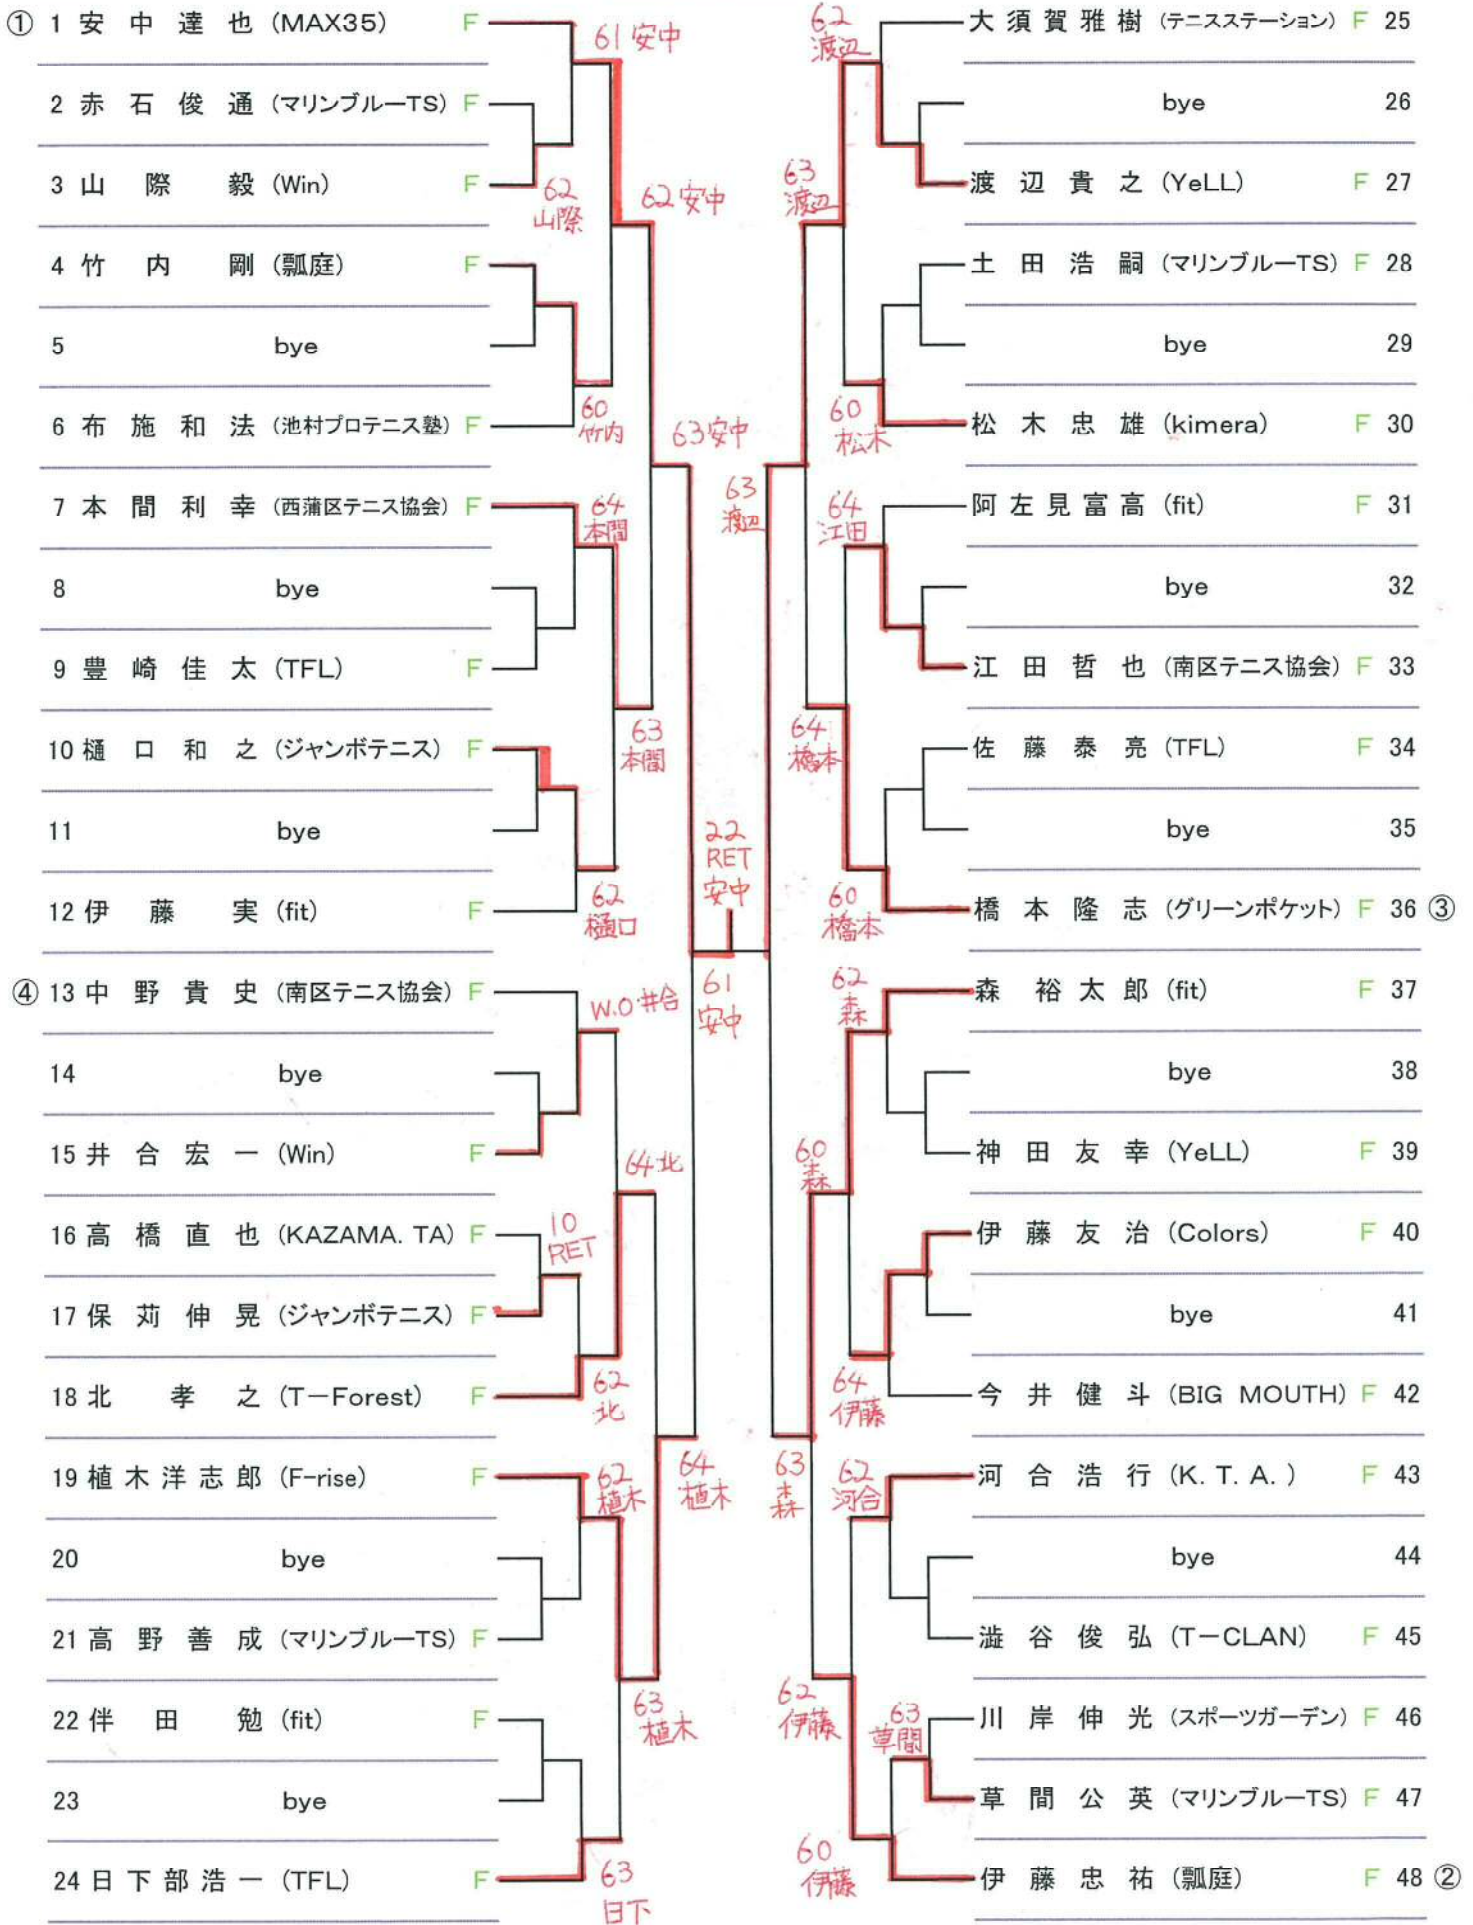 ① 1 安中達也 (MAX35) F
2 赤石俊通 (マリンブルーTS) F
3 山際毅 (Win) F
4 竹内剛 (瓢庭) F
5 bye
6 布施和法 (池村プロテニス塾) F
7 本間利幸 (西蒲区テニス協会) F
8 bye
9 豊崎佳太 (TFL) F
10 樋口和之 (ジャンボテニス) F
11 bye
12 伊藤実 (fit) F
④ 13 中野貴史 (南区テニス協会) F
14 bye
15 井合宏一 (Win) F
16 高橋直也 (KAZAMA. TA) F
17 保苅伸晃 (ジャンボテニス) F
18 北孝之 (T-Forest) F
19 植木洋志郎 (F-rise) F
20 bye
21 高野善成 (マリンブルーTS) F
22 伴田勉 (fit) F
23 bye
24 日下部浩一 (TFL) F
61 安中
62
山際
62 安中
60
竹内
63 安中
64
本間
63
本間
62
樋口
W.O 井合
64 北
10
RET
62
北
62
植木
64
植木
63
植木
63
日下
22
RET
安中
61
安中
62
渡辺
63
渡辺
60
松木
63
渡辺
64
江田
64
橋本
60
橋本
62
森
60
森
64
伊藤
63
森
62
河合
62
伊藤
63
草間
60
伊藤
大須賀雅樹 (テニスステーション) F 25
bye 26
渡辺貴之 (YeLL) F 27
土田浩嗣 (マリンブルーTS) F 28
bye 29
松木忠雄 (kimera) F 30
阿左見富高 (fit) F 31
bye 32
江田哲也 (南区テニス協会) F 33
佐藤泰亮 (TFL) F 34
bye 35
橋本隆志 (グリーンポケット) F 36 ③
森裕太郎 (fit) F 37
bye 38
神田友幸 (YeLL) F 39
伊藤友治 (Colors) F 40
bye 41
今井健斗 (BIG MOUTH) F 42
河合浩行 (K. T. A. ) F 43
bye 44
澁谷俊弘 (T-CLAN) F 45
川岸伸光 (スポーツガーデン) F 46
草間公英 (マリンブルーTS) F 47
伊藤忠祐 (瓢庭) F 48 ②